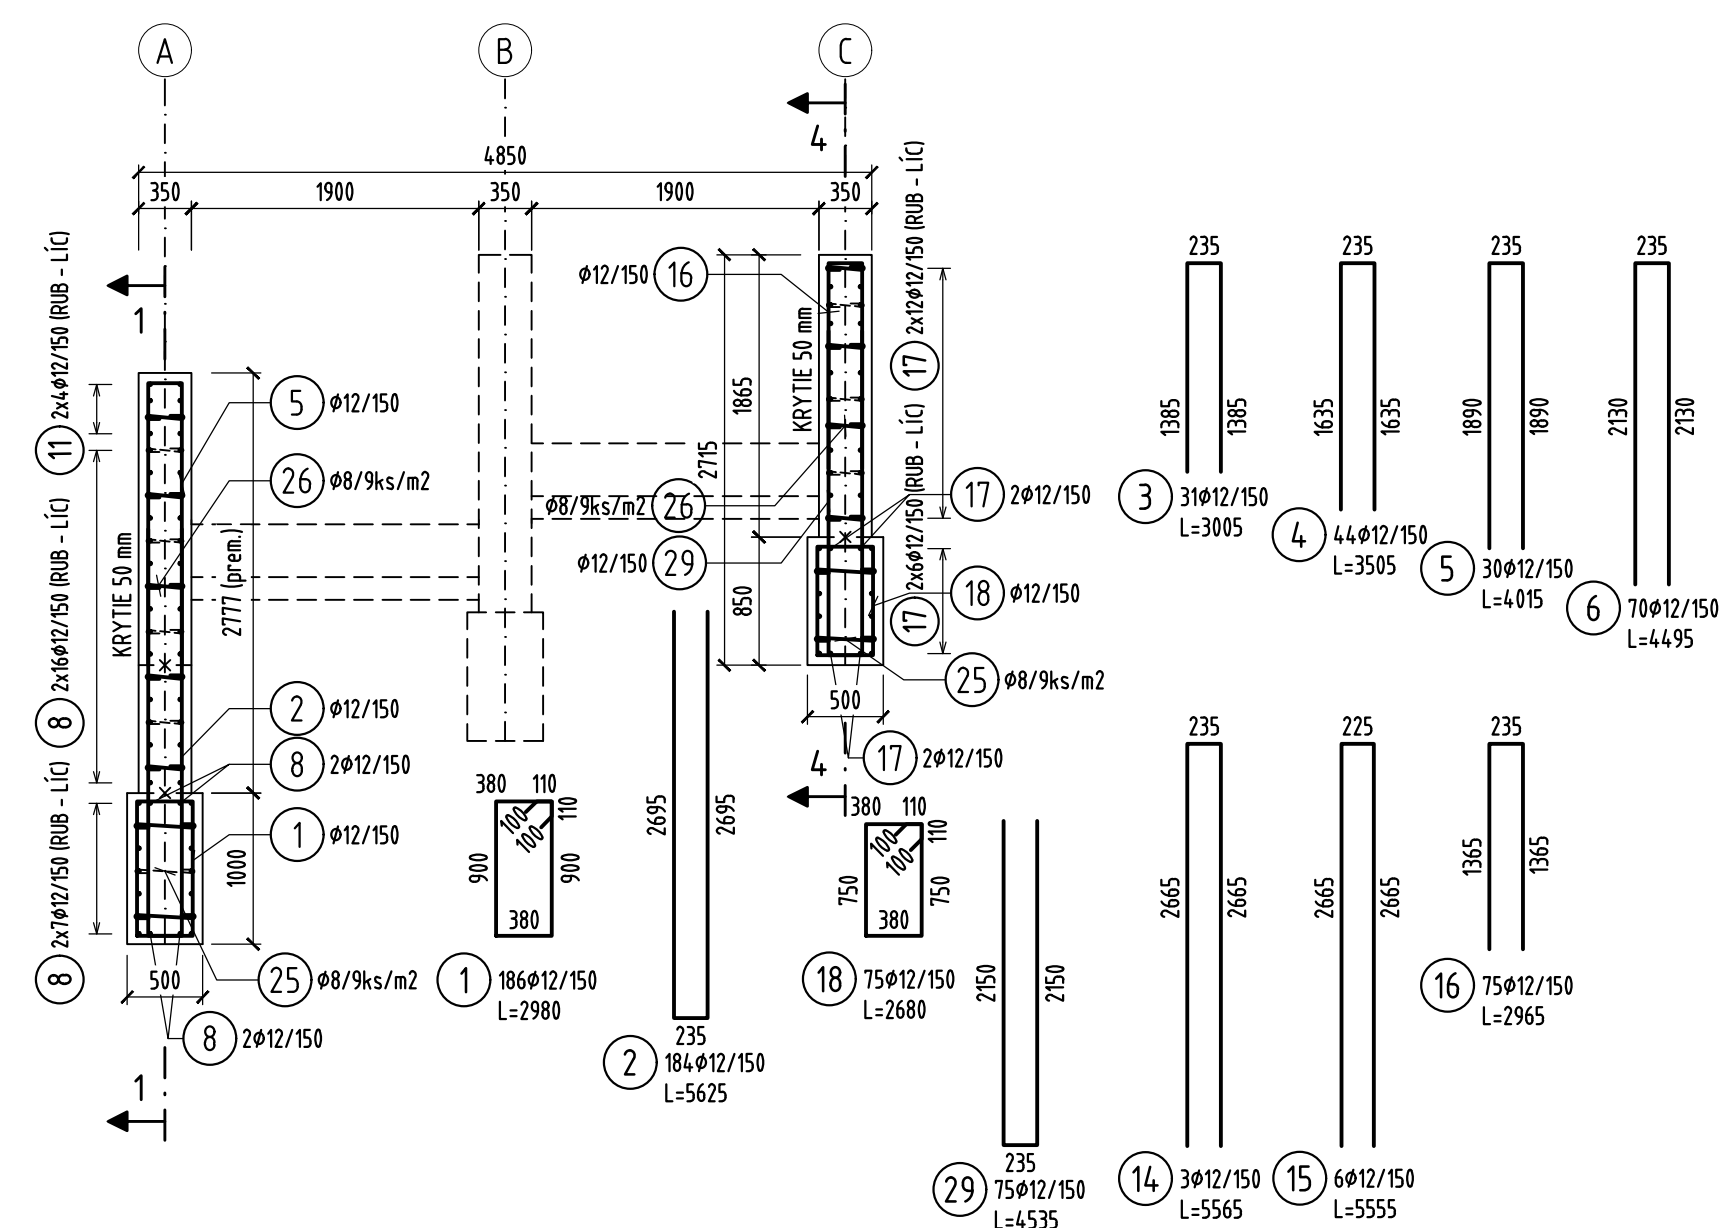 A
B
C
4
4850
350
1900
350
1900
350
2x12ϕ12/150 (RUB - LÍC)
17
16
ϕ12/150
1
2x4ϕ12/150 (RUB - LÍC)
11
KRYTIE 50 mm
1865
2715
5
ϕ12/150
26
ϕ8/9ks/m2
2x16ϕ12/150 (RUB - LÍC)
8
KRYTIE 50 mm
2777 (prem.)
ϕ8/9ks/m2
26
17
2ϕ12/150
2x6ϕ12/150 (RUB - LÍC)
17
ϕ12/150
29
18
ϕ12/150
850
25
ϕ8/9ks/m2
500
17
2ϕ12/150
4
2
ϕ12/150
8
2ϕ12/150
1
ϕ12/150
2x7ϕ12/150 (RUB - LÍC)
8
1000
500
25
ϕ8/9ks/m2
8
2ϕ12/150
1
380
110
110
100
100
900
900
380
1
186ϕ12/150
L=2980
2695
2695
235
2
184ϕ12/150
L=5625
380
110
110
100
100
750
750
380
18
75ϕ12/150
L=2680
2150
2150
235
29
75ϕ12/150
L=4535
235
1385
1385
3
31ϕ12/150
L=3005
235
1635
1635
4
44ϕ12/150
L=3505
235
1890
1890
5
30ϕ12/150
L=4015
235
2130
2130
6
70ϕ12/150
L=4495
235
2665
2665
14
3ϕ12/150
L=5565
225
2665
2665
15
6ϕ12/150
L=5555
235
1365
1365
16
75ϕ12/150
L=2965